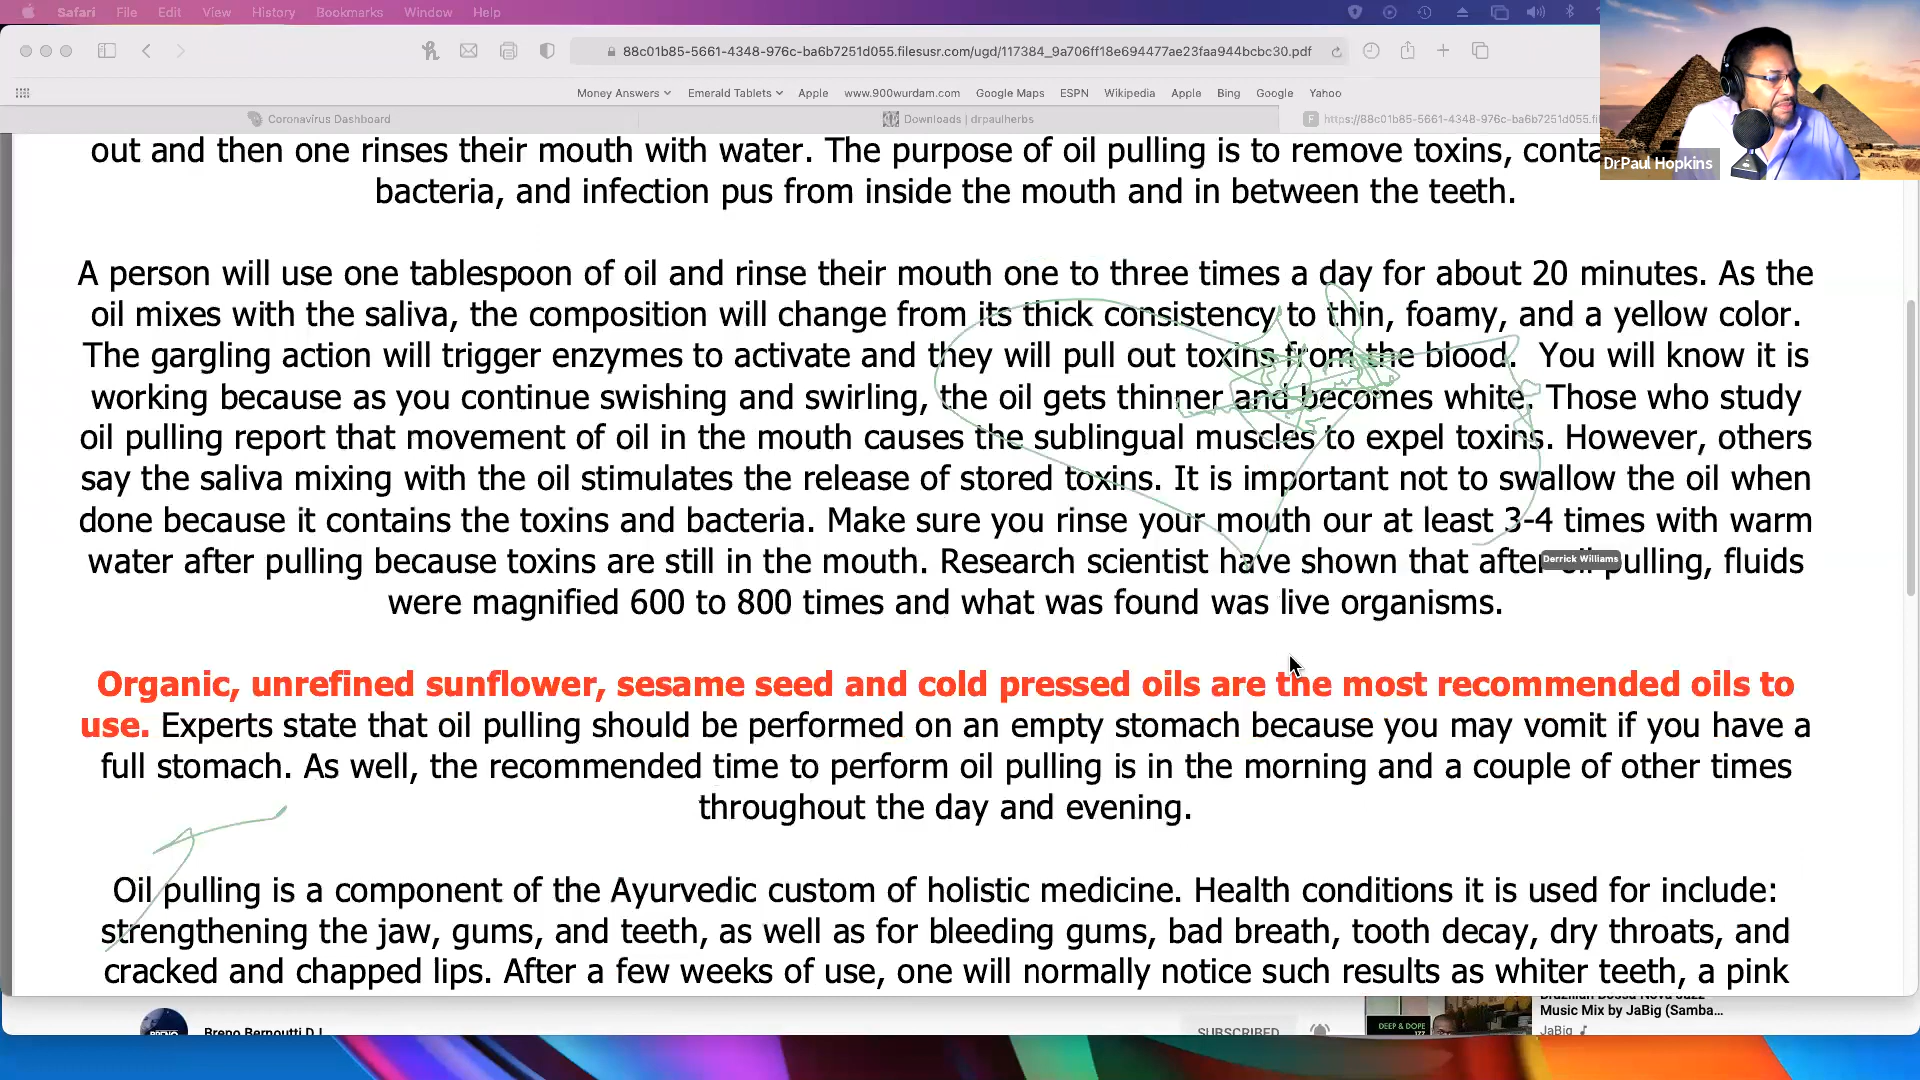 Safari File Edit View History Bookmarks Window Help
88c01b85-5661-4348-976c-ba6b7251d055.filesusr.com/ugd/117384_9a706ff18e694477ae23faa944bcbc30.pdf
Money Answers Emerald Tablets Apple www.900wurdam.com Google Maps ESPN Wikipedia Apple Bing Google Yahoo
Coronavirus Dashboard Downloads | drpaulherbs https://88c01b85-5661-4348-976c-ba6b7251d055.fil
DrPaul Hopkins
out and then one rinses their mouth with water. The purpose of oil pulling is to remove toxins,
bacteria, and infection pus from inside the mouth and in between the teeth.
A person will use one tablespoon of oil and rinse their mouth one to three times a day for about 20 minutes. As the
oil mixes with the saliva, the composition will change from its thick consistency to thin, foamy, and a yellow color.
The gargling action will trigger enzymes to activate and they will pull out toxins from the blood. You will know it is
working because as you continue swishing and swirling, the oil gets thinner and becomes white. Those who study
oil pulling report that movement of oil in the mouth causes the sublingual muscles to expel toxins. However, others
say the saliva mixing with the oil stimulates the release of stored toxins. It is important not to swallow the oil when
done because it contains the toxins and bacteria. Make sure you rinse your mouth our at least 3-4 times with warm
water after pulling because toxins are still in the mouth. Research scientist have shown that after oil pulling, fluids
Derrick Williams
were magnified 600 to 800 times and what was found was live organisms.
Organic, unrefined sunflower, sesame seed and cold pressed oils are the most recommended oils to
use. Experts state that oil pulling should be performed on an empty stomach because you may vomit if you have a
full stomach. As well, the recommended time to perform oil pulling is in the morning and a couple of other times
throughout the day and evening.
Oil pulling is a component of the Ayurvedic custom of holistic medicine. Health conditions it is used for include:
strengthening the jaw, gums, and teeth, as well as for bleeding gums, bad breath, tooth decay, dry throats, and
cracked and chapped lips. After a few weeks of use, one will normally notice such results as whiter teeth, a pink
Breno Bernoutti DJ
SUBSCRIBED
DEEP & DOPE
Brazilian Bossa Nova Jazz
Music Mix by JaBig (Samba…
JaBig